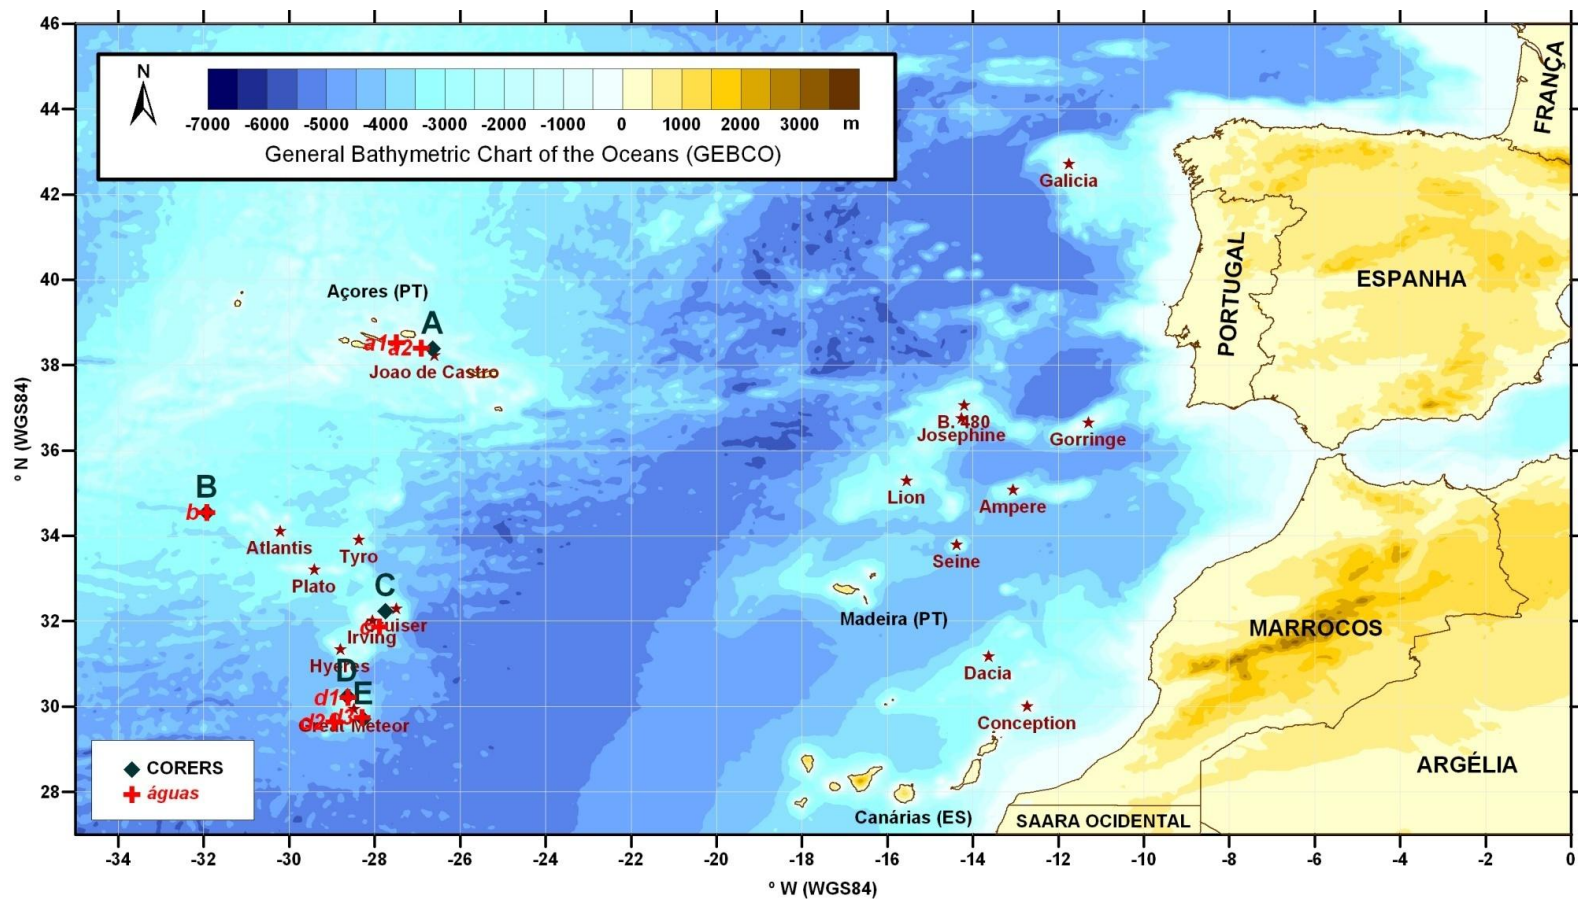 46
44
42
40
38
36
34
32
30
28
º N (WGS84)
N
-7000 -6000 -5000 -4000 -3000 -2000 -1000 0 1000 2000 3000 m
General Bathymetric Chart of the Oceans (GEBCO)
FRANÇA
Galicia
PORTUGAL
ESPANHA
Açores (PT)
A
a1 a2
Joao de Castro
B. 480
Josephine
Gorringe
B
b
Lion
Ampere
Atlantis
Tyro
Seine
Plato
C
Madeira (PT)
c
Cruiser
Irving
MARROCOS
Hyeres
D
Dacia
d1
E
d2
d3
Great Meteor
Conception
CORERS
águas
ARGÉLIA
Canárias (ES)
SAARA OCIDENTAL
-34 -32 -30 -28 -26 -24 -22 -20 -18 -16 -14 -12 -10 -8 -6 -4 -2 0
º W (WGS84)